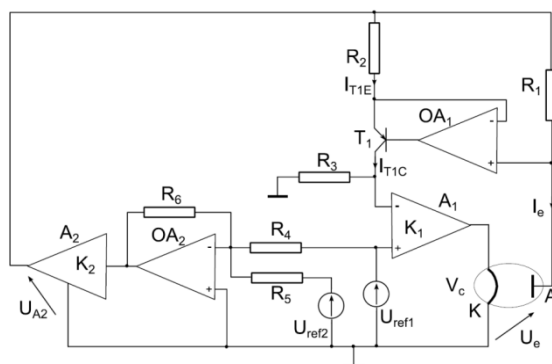 R2
R1
IT1E
OA1
-
+
T1
R3
IT1C
A1
-
K1
+
Ie
R6
A2
OA2
-
R4
K2
+
R5
Vc
A
K
UA2
Uref2
Uref1
Ue